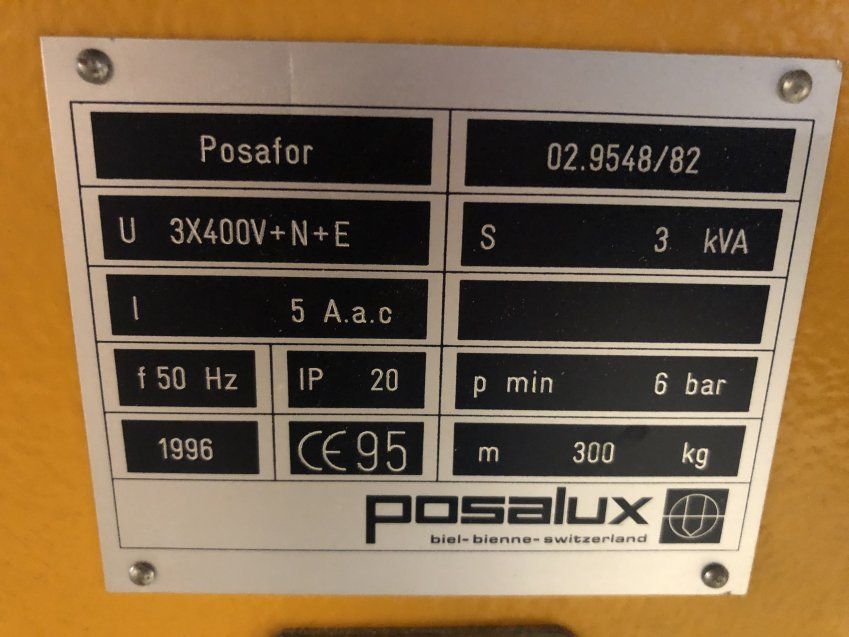 Posafor 02.9548/82
U 3X400V+N+E S 3 kVA
I 5 A.a.c
f 50 Hz IP 20 p min 6 bar
1996 CE 95 m 300 kg
posalux
biel-bienne-switzerland